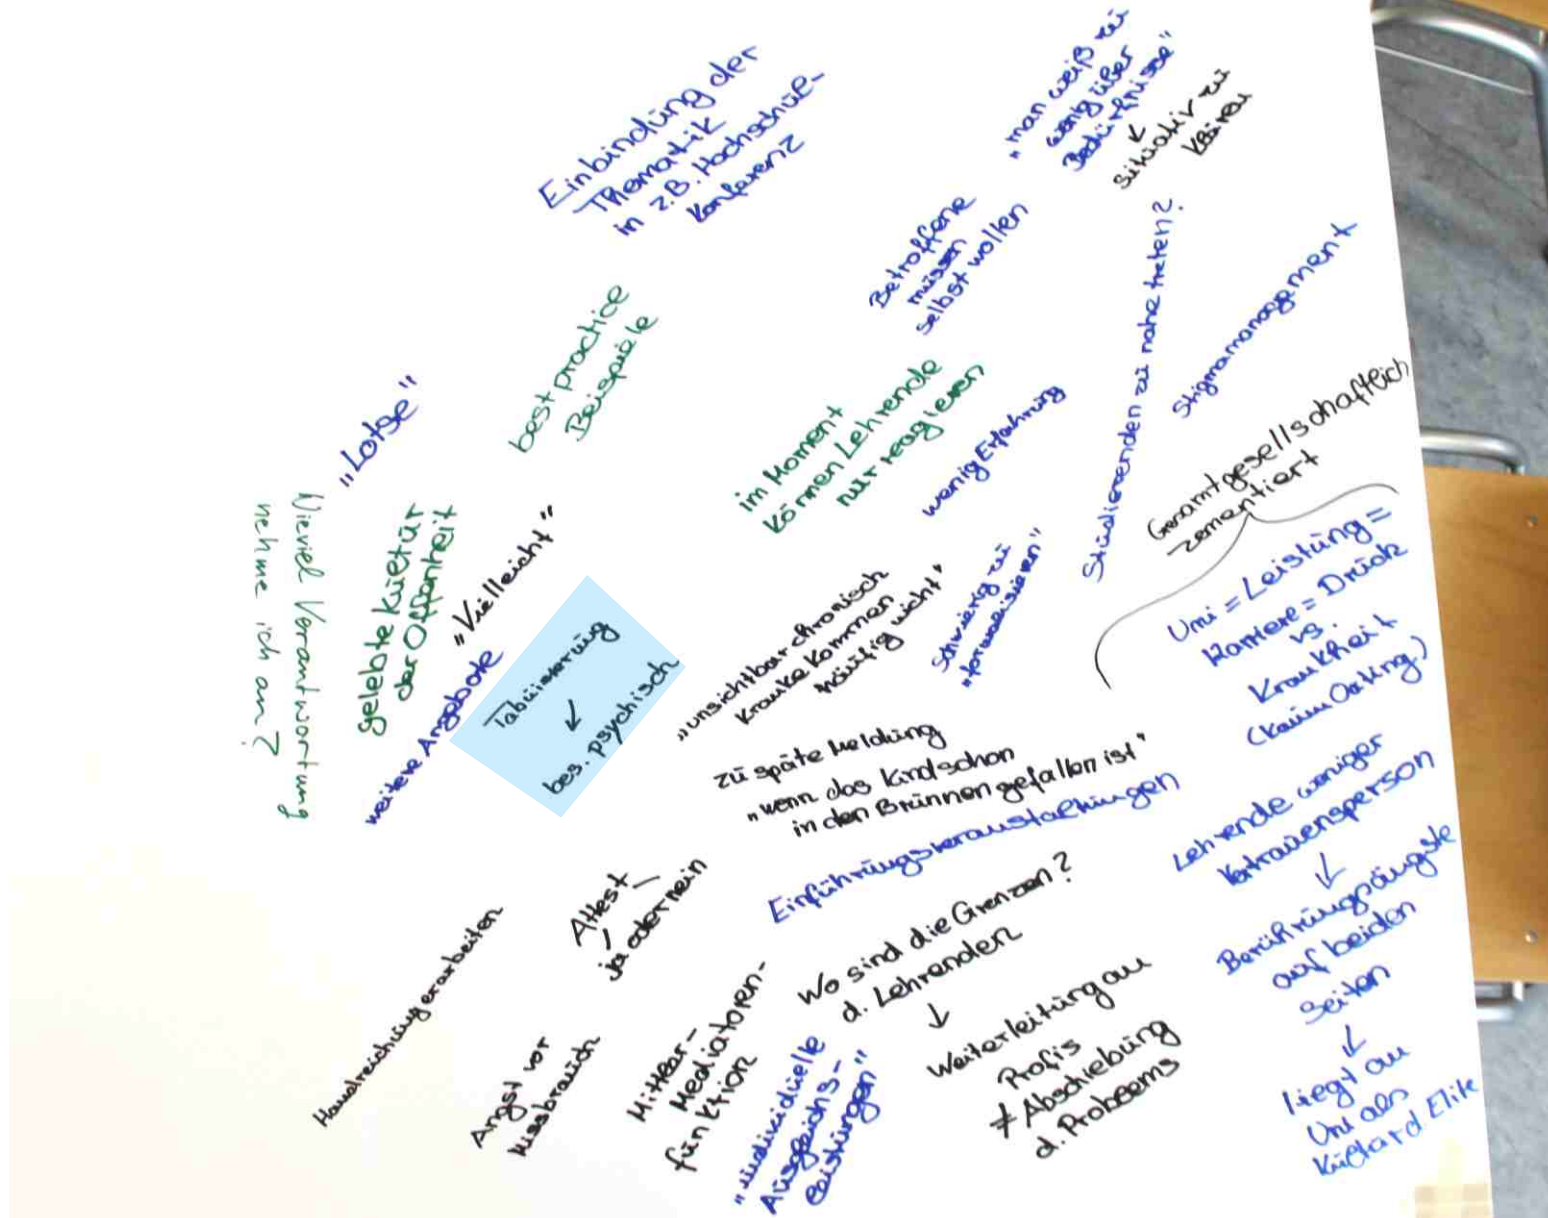 Einbindung der
Thematik
in z.B. Hochschul-
konferenz
„man weiß zu
wenig über
Bedürfnisse"
↙
situativ zu
klären
Betroffene
müssen
selbst wollen
Studierenden zu nahe treten?
Stigmamanagement
best practice
Beispiele
„Lotse"
im Moment
können Lehrende
nur reagieren
wenig Erfahrung
Gesamtgesellschaftlich
zementiert
Uni = Leistung =
Karriere = Druck
vs.
Krankheit
(kaum Outing)
Wieviel Verantwortung
nehme ich an?
gelebte Kultur
der Offenheit
„Vielleicht"
weitere Angebote
Tabuisierung
↙
bes. psychisch
„unsichtbar chronisch
Kranke kommen
häufig nicht"
Schwierig zu
„formalisieren"
zu späte Meldung
„wenn das Kind schon
in den Brunnen gefallen ist"
Einführungsveranstaltungen
Lehrende weniger
Vertrauensperson
↓
Berührungsängste
auf beiden
Seiten
↓
liegt an
Uni als
Elite
Attest
ja oder nein
Handreichung erarbeiten
Angst vor
Missbrauch
Mittler-
Mediatoren-
funktion
„individuelle
Ausgleichs-
leistungen"
Wo sind die Grenzen?
d. Lehrenden
↓
Weiterleitung an
Profis
≠ Abschiebung
d. Problems